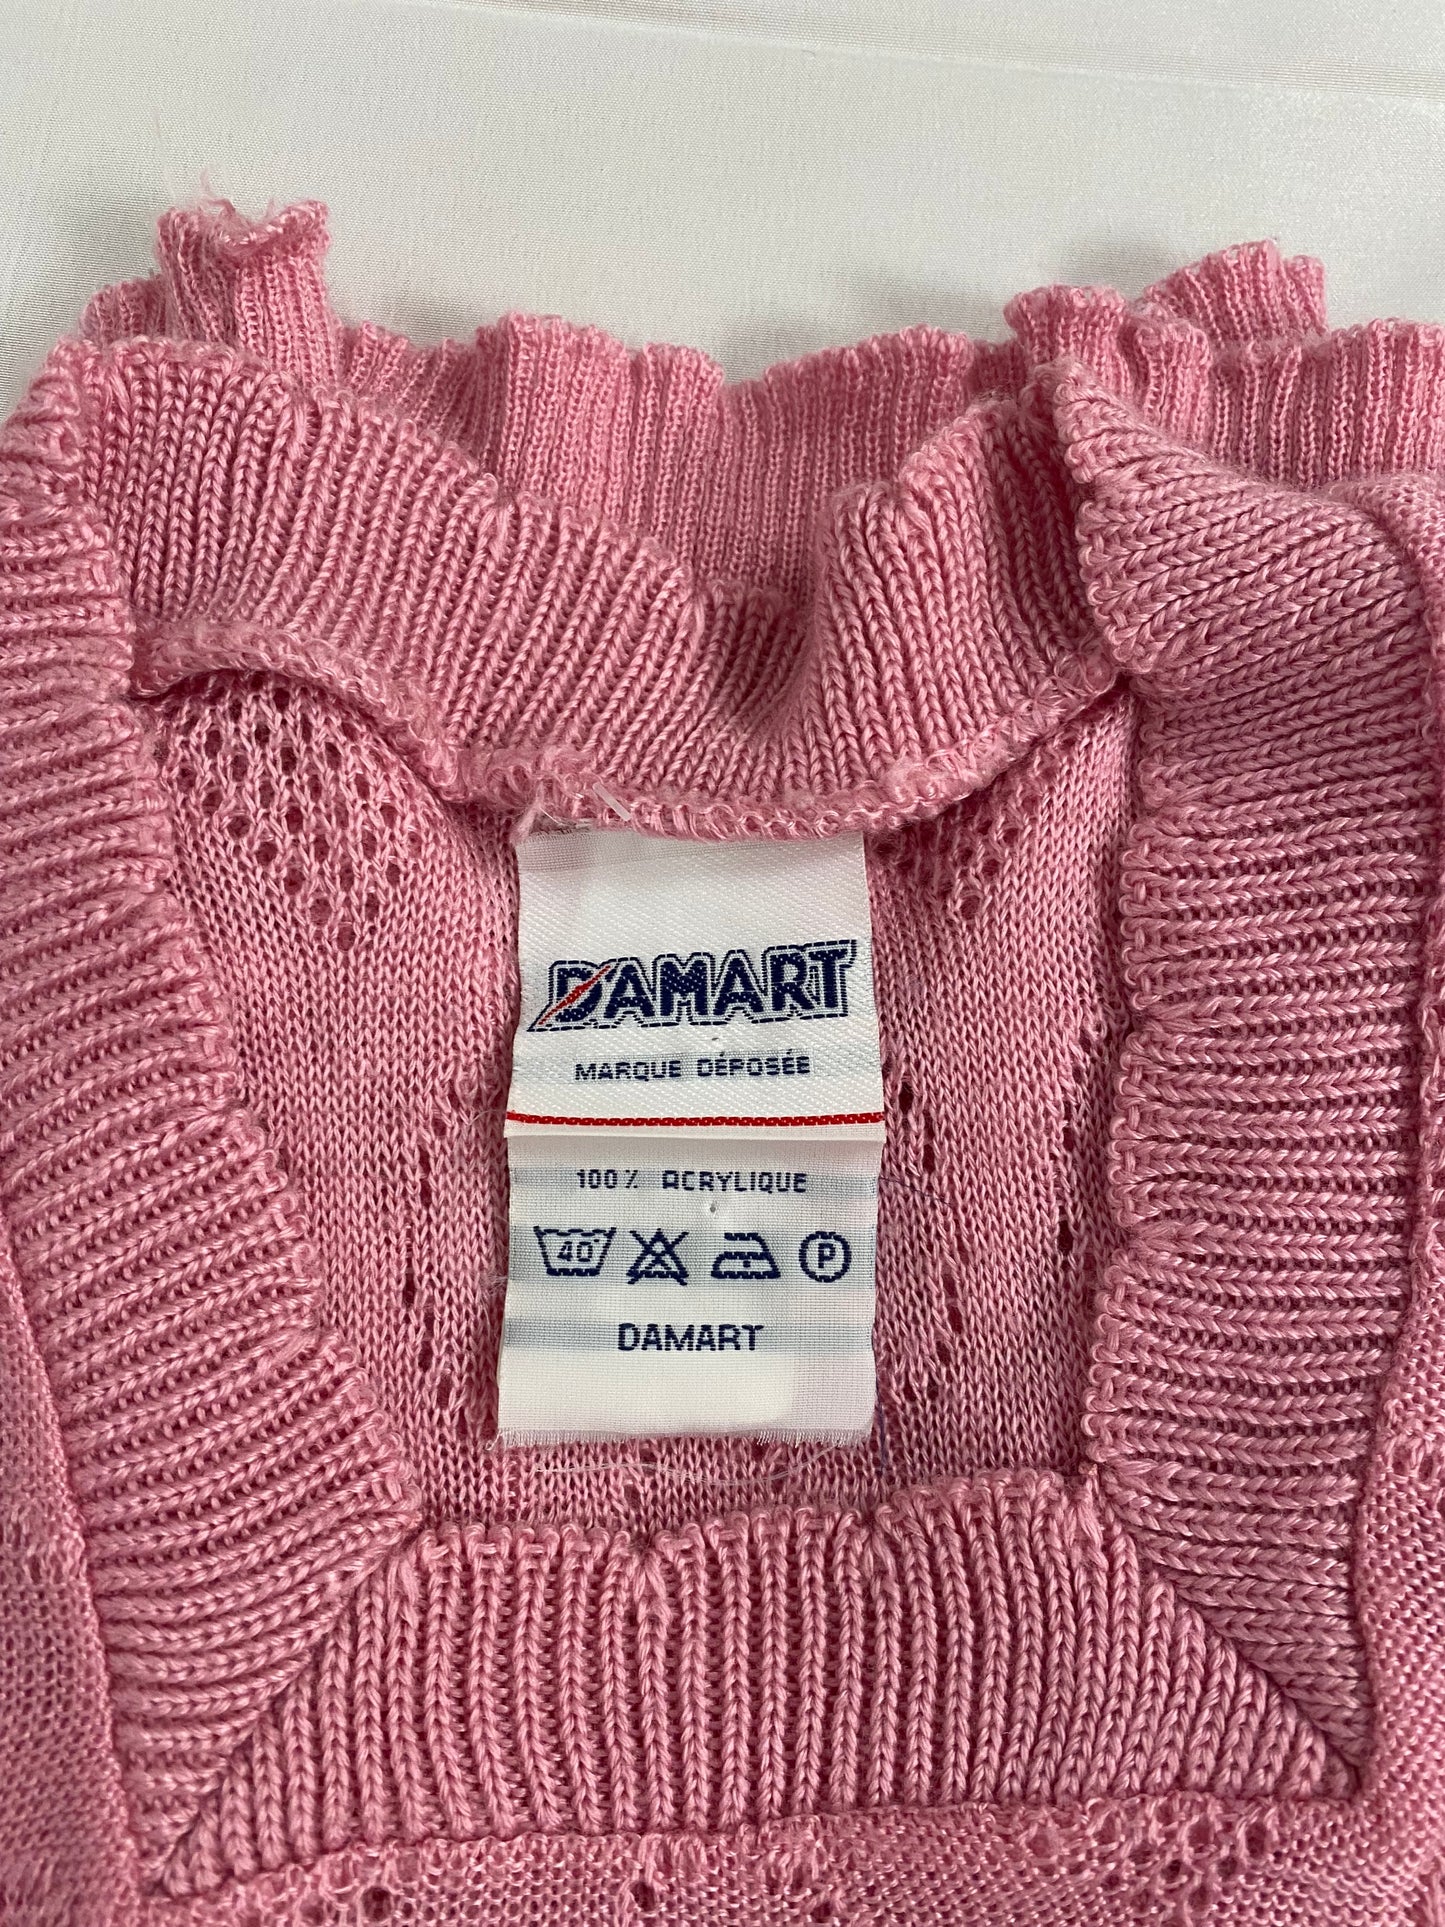 DAMART
MARQUE DÉPOSÉE
100% ACRYLIQUE
40 P
DAMART